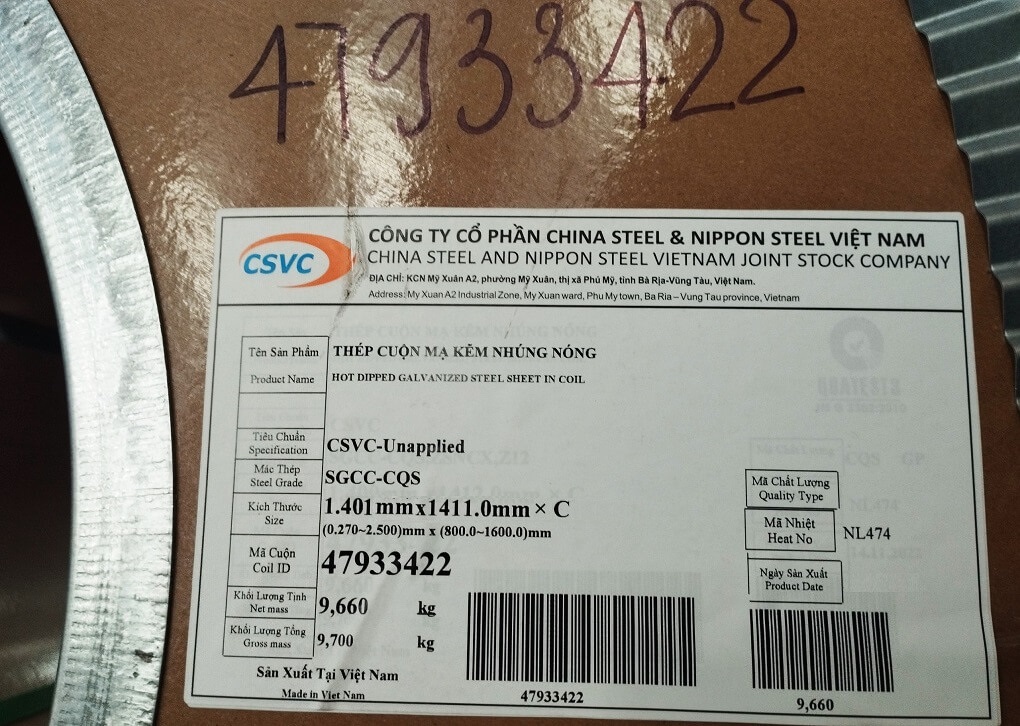 47933422
CSVC
CÔNG TY CỔ PHẦN CHINA STEEL & NIPPON STEEL VIỆT NAM
CHINA STEEL AND NIPPON STEEL VIETNAM JOINT STOCK COMPANY
ĐỊA CHỈ: KCN Mỹ Xuân A2, phường Mỹ Xuân, thị xã Phú Mỹ, tỉnh Bà Rịa-Vũng Tàu, Việt Nam.
Address: My Xuan A2 Industrial Zone, My Xuan ward, Phu My town, Ba Ria – Vung Tau province, Vietnam
Tên Sản Phẩm THÉP CUỘN MẠ KẼM NHÚNG NÓNG
Product Name HOT DIPPED GALVANIZED STEEL SHEET IN COIL
Tiêu Chuẩn
Specification CSVC-Unapplied
Mác Thép
Steel Grade SGCC-CQS
Mã Chất Lượng
Quality Type
Kích Thước
Size 1.401mmx1411.0mm × C
(0.270~2.500)mm x (800.0~1600.0)mm
Mã Nhiệt
Heat No NL474
Mã Cuộn
Coil ID 47933422
Ngày Sản Xuất
Product Date
Khối Lượng Tịnh
Net mass 9,660 kg
Khối Lượng Tổng
Gross mass 9,700 kg
Sản Xuất Tại Việt Nam
Made in Viet Nam
47933422
9,660